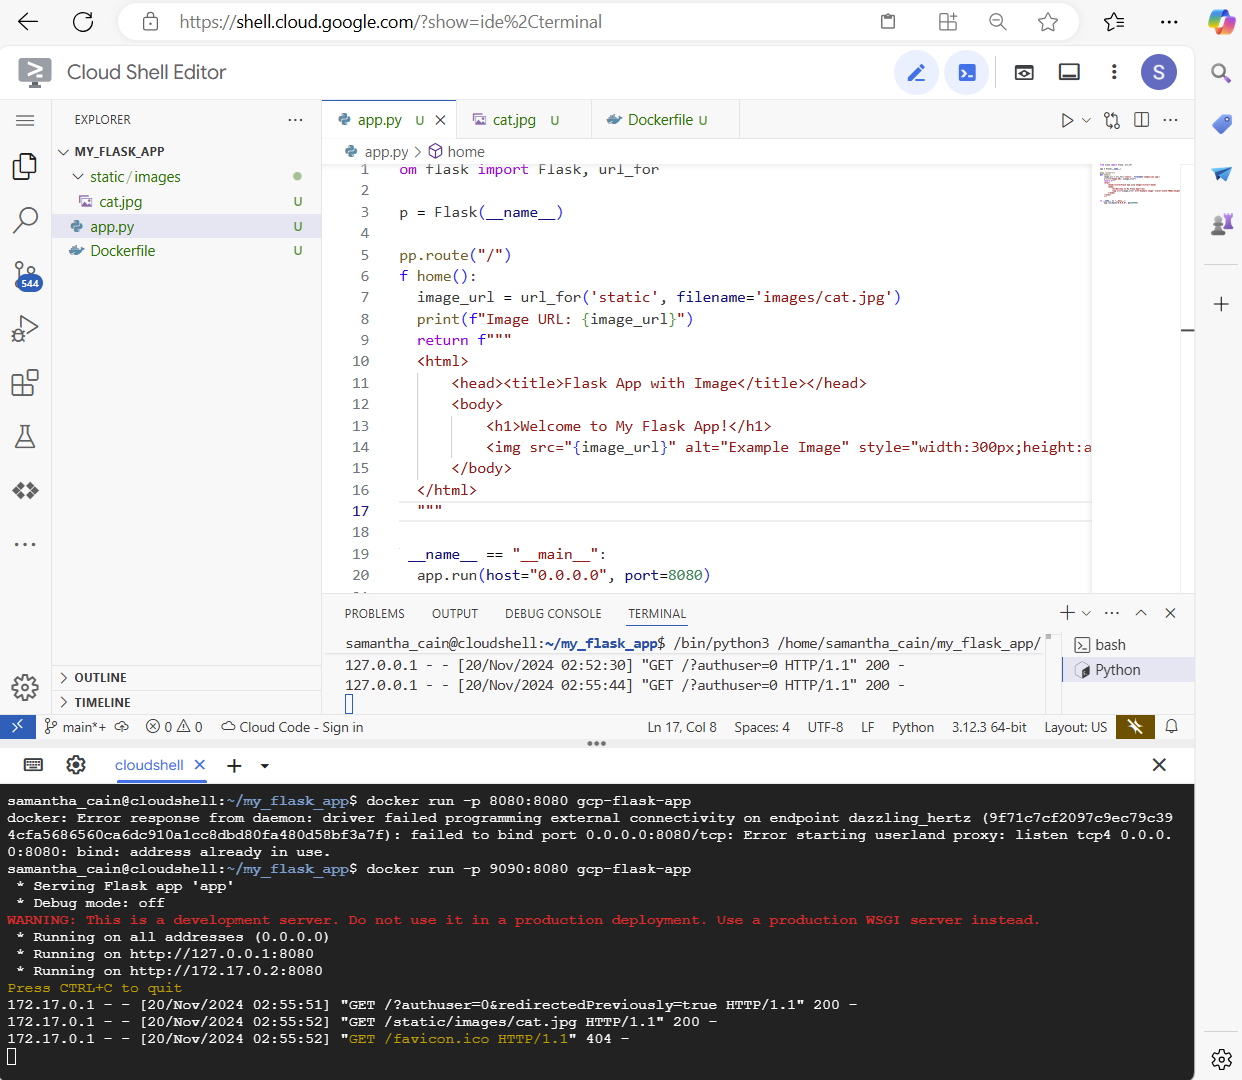 https://shell.cloud.google.com/?show=ide%2Cterminal
Cloud Shell Editor
S
EXPLORER
MY_FLASK_APP
static/images
cat.jpg U
app.py U
Dockerfile U
544
OUTLINE
TIMELINE
app.py U
cat.jpg U
Dockerfile U
app.py > home
1 om flask import Flask, url_for
2
3 p = Flask(__name__)
4
5 pp.route("/")
6 f home():
7 image_url = url_for('static', filename='images/cat.jpg')
8 print(f"Image URL: {image_url}")
9 return f"""
10 <html>
11 <head><title>Flask App with Image</title></head>
12 <body>
13 <h1>Welcome to My Flask App!</h1>
14 <img src="{image_url}" alt="Example Image" style="width:300px;height:a
15 </body>
16 </html>
17 """
18
19 __name__ == "__main__":
20 app.run(host="0.0.0.0", port=8080)
PROBLEMS OUTPUT DEBUG CONSOLE TERMINAL
samantha_cain@cloudshell:~/my_flask_app$ /bin/python3 /home/samantha_cain/my_flask_app/
127.0.0.1 - - [20/Nov/2024 02:52:30] "GET /?authuser=0 HTTP/1.1" 200 -
127.0.0.1 - - [20/Nov/2024 02:55:44] "GET /?authuser=0 HTTP/1.1" 200 -
bash
Python
main*+ 0 0 Cloud Code - Sign in Ln 17, Col 8 Spaces: 4 UTF-8 LF Python 3.12.3 64-bit Layout: US
cloudshell
samantha_cain@cloudshell:~/my_flask_app$ docker run -p 8080:8080 gcp-flask-app
docker: Error response from daemon: driver failed programming external connectivity on endpoint dazzling_hertz (9f71c7cf2097c9ec79c39
4cfa5686560ca6dc910a1cc8dbd80fa480d58bf3a7f): failed to bind port 0.0.0.0:8080/tcp: Error starting userland proxy: listen tcp4 0.0.0.
0:8080: bind: address already in use.
samantha_cain@cloudshell:~/my_flask_app$ docker run -p 9090:8080 gcp-flask-app
* Serving Flask app 'app'
* Debug mode: off
WARNING: This is a development server. Do not use it in a production deployment. Use a production WSGI server instead.
* Running on all addresses (0.0.0.0)
* Running on http://127.0.0.1:8080
* Running on http://172.17.0.2:8080
Press CTRL+C to quit
172.17.0.1 - - [20/Nov/2024 02:55:51] "GET /?authuser=0&redirectedPreviously=true HTTP/1.1" 200 -
172.17.0.1 - - [20/Nov/2024 02:55:52] "GET /static/images/cat.jpg HTTP/1.1" 200 -
172.17.0.1 - - [20/Nov/2024 02:55:52] "GET /favicon.ico HTTP/1.1" 404 -